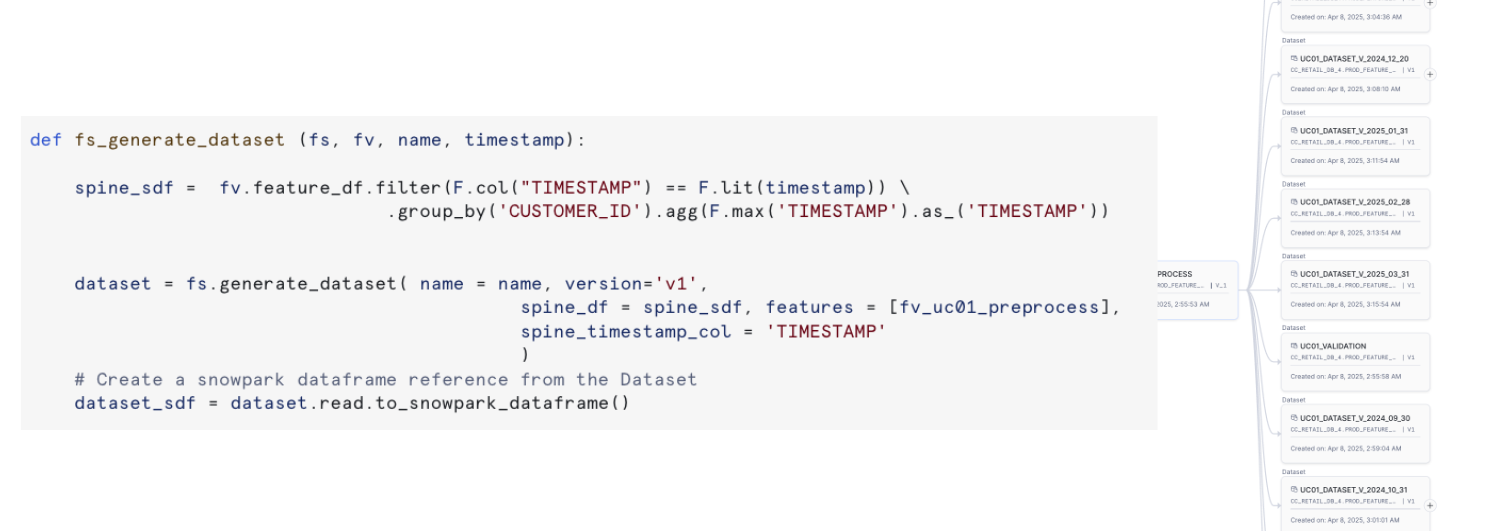 def fs_generate_dataset (fs, fv, name, timestamp):
spine_sdf =  fv.feature_df.filter(F.col("TIMESTAMP") == F.lit(timestamp)) \
.group_by('CUSTOMER_ID').agg(F.max('TIMESTAMP').as_('TIMESTAMP'))
dataset = fs.generate_dataset( name = name, version='v1',
spine_df = spine_sdf, features = [fv_uc01_preprocess],
spine_timestamp_col = 'TIMESTAMP'
)
# Create a snowpark dataframe reference from the Dataset
dataset_sdf = dataset.read.to_snowpark_dataframe()
PROCESS
ROD_FEATURE_… | V_1
2025, 2:55:53 AM
Created on: Apr 8, 2025, 3:04:36 AM
Dataset
UC01_DATASET_V_2024_12_20
CC_RETAIL_DB_4.PROD_FEATURE_… | V1
Created on: Apr 8, 2025, 3:08:10 AM
Dataset
UC01_DATASET_V_2025_01_31
CC_RETAIL_DB_4.PROD_FEATURE_… | V1
Created on: Apr 8, 2025, 3:11:54 AM
Dataset
UC01_DATASET_V_2025_02_28
CC_RETAIL_DB_4.PROD_FEATURE_… | V1
Created on: Apr 8, 2025, 3:13:54 AM
Dataset
UC01_DATASET_V_2025_03_31
CC_RETAIL_DB_4.PROD_FEATURE_… | V1
Created on: Apr 8, 2025, 3:15:54 AM
Dataset
UC01_VALIDATION
CC_RETAIL_DB_4.PROD_FEATURE_… | V1
Created on: Apr 8, 2025, 2:55:58 AM
Dataset
UC01_DATASET_V_2024_09_30
CC_RETAIL_DB_4.PROD_FEATURE_… | V1
Created on: Apr 8, 2025, 2:59:04 AM
Dataset
UC01_DATASET_V_2024_10_31
CC_RETAIL_DB_4.PROD_FEATURE_… | V1
Created on: Apr 8, 2025, 3:01:01 AM